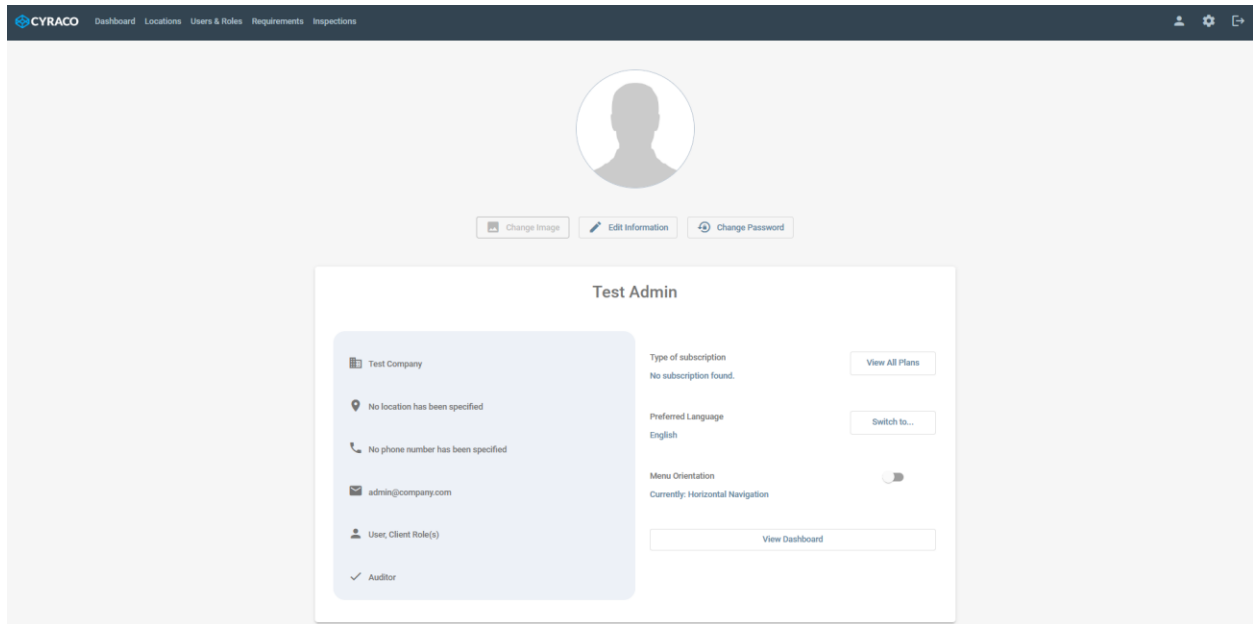 CYRACO Dashboard Locations Users & Roles Requirements Inspections
Change Image Edit Information Change Password
Test Admin
Test Company
No location has been specified
No phone number has been specified
admin@company.com
User, Client Role(s)
Auditor
Type of subscription
No subscription found.
View All Plans
Preferred Language
English
Switch to...
Menu Orientation
Currently: Horizontal Navigation
View Dashboard